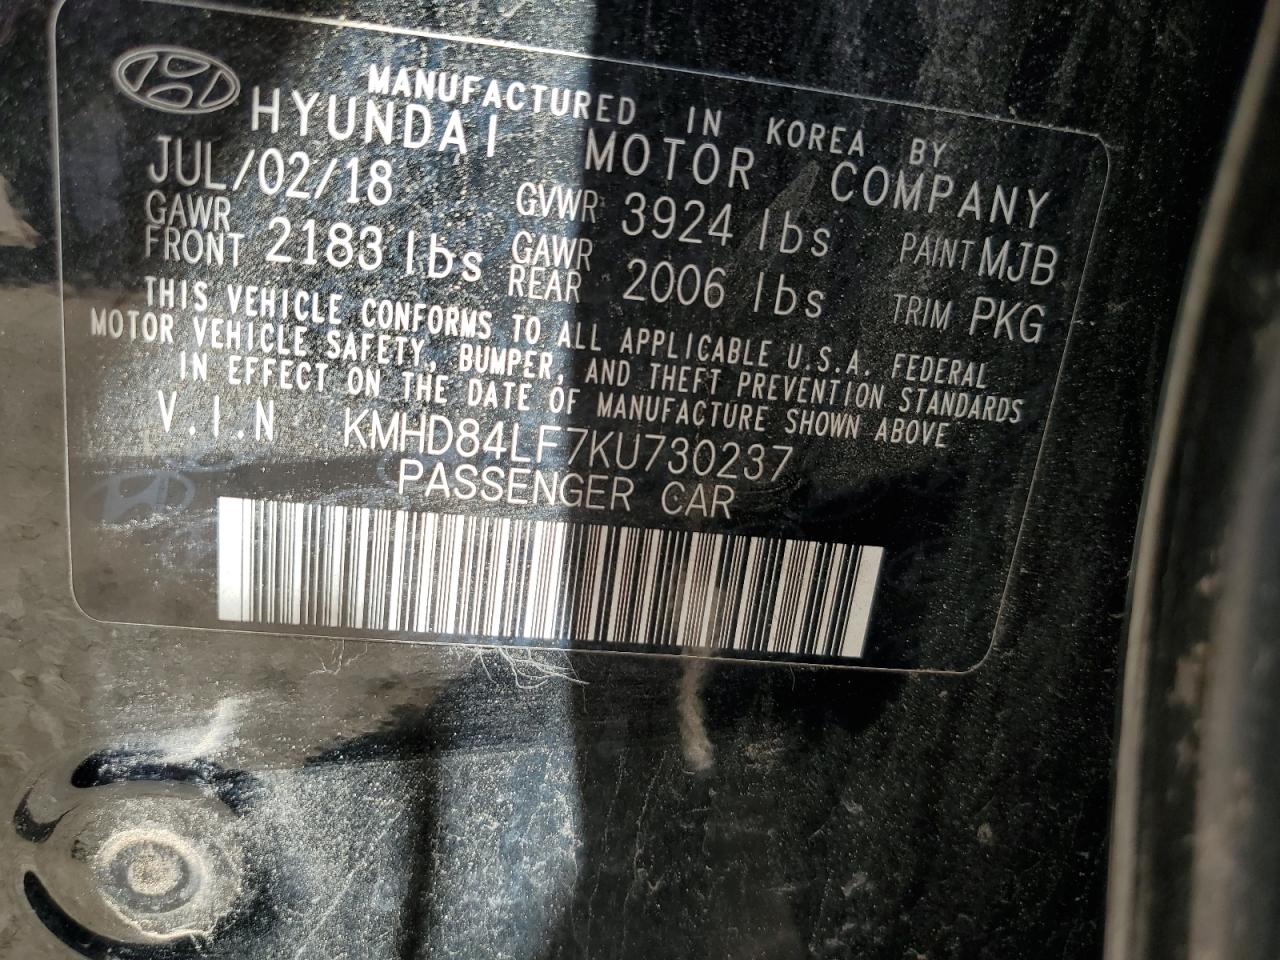 MANUFACTURED IN KOREA BY
HYUNDAI MOTOR COMPANY
JUL/02/18 GVWR 3924 lbs PAINT MJB
GAWR FRONT 2183 lbs GAWR REAR 2006 lbs TRIM PKG
THIS VEHICLE CONFORMS TO ALL APPLICABLE U.S.A. FEDERAL
MOTOR VEHICLE SAFETY, BUMPER, AND THEFT PREVENTION STANDARDS
IN EFFECT ON THE DATE OF MANUFACTURE SHOWN ABOVE
V.I.N KMHD84LF7KU730237
PASSENGER CAR